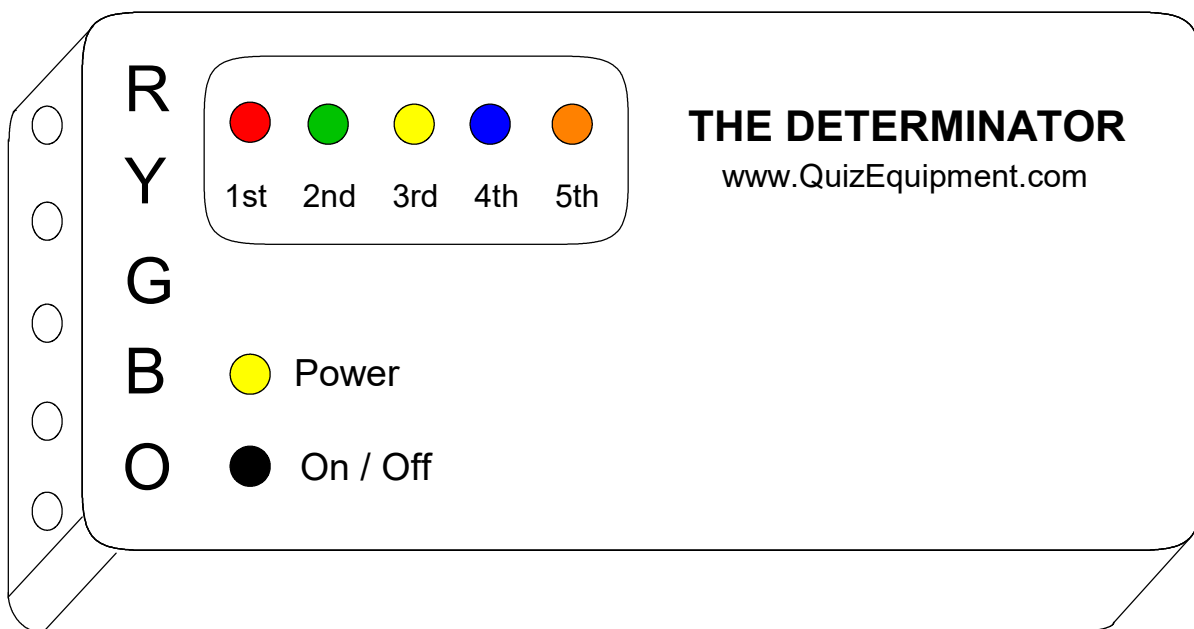 R
Y
G
B
O
1st 2nd 3rd 4th 5th
THE DETERMINATOR
www.QuizEquipment.com
Power
On / Off